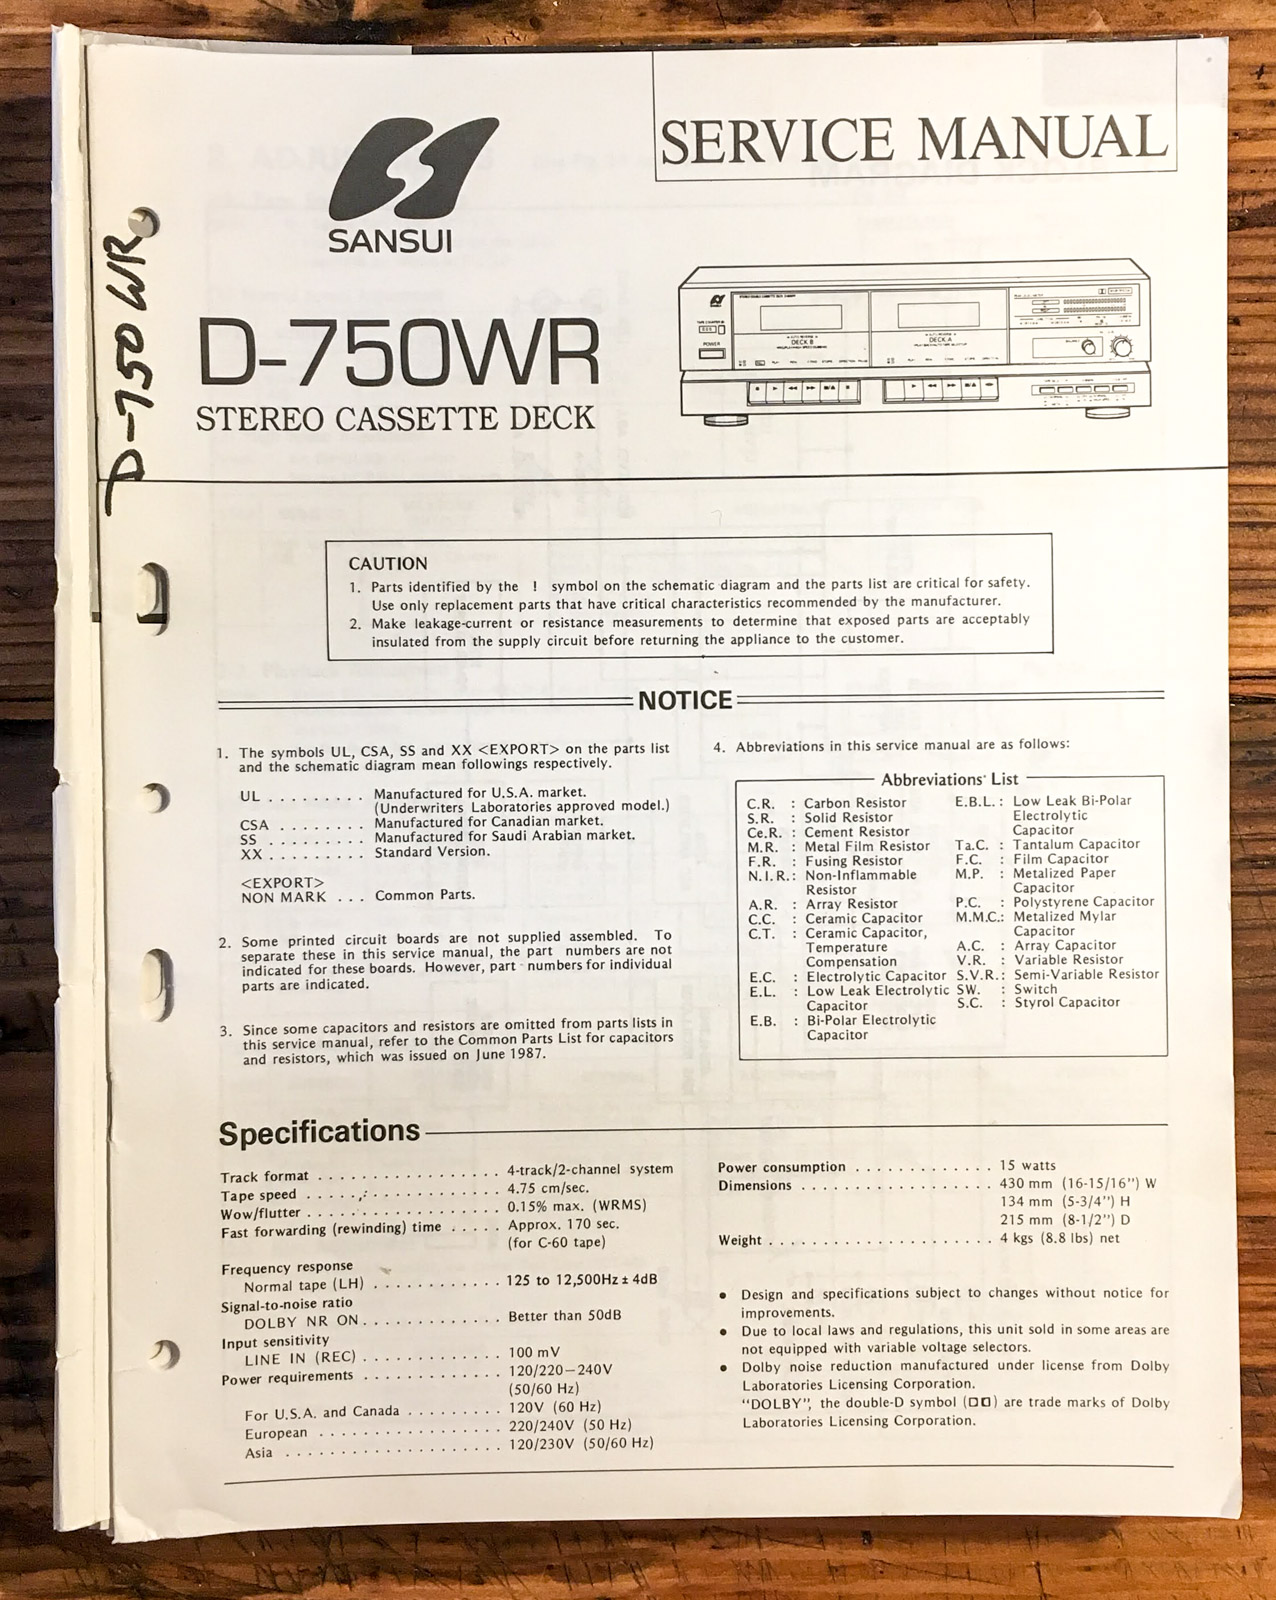 SERVICE MANUAL
SANSUI
D-750WR
D-750WR
STEREO CASSETTE DECK
POWER
DECK B
DECK A
CAUTION
1. Parts identified by the ! symbol on the schematic diagram and the parts list are critical for safety.
Use only replacement parts that have critical characteristics recommended by the manufacturer.
2. Make leakage-current or resistance measurements to determine that exposed parts are acceptably
insulated from the supply circuit before returning the appliance to the customer.
NOTICE
1. The symbols UL, CSA, SS and XX <EXPORT> on the parts list
and the schematic diagram mean followings respectively.
UL . . . . . . . . . Manufactured for U.S.A. market.
(Underwriters Laboratories approved model.)
CSA . . . . . . . . Manufactured for Canadian market.
SS . . . . . . . . . Manufactured for Saudi Arabian market.
XX . . . . . . . . . Standard Version.
<EXPORT>
NON MARK . . . Common Parts.
2. Some printed circuit boards are not supplied assembled. To
separate these in this service manual, the part numbers are not
indicated for these boards. However, part numbers for individual
parts are indicated.
3. Since some capacitors and resistors are omitted from parts lists in
this service manual, refer to the Common Parts List for capacitors
and resistors, which was issued on June 1987.
4. Abbreviations in this service manual are as follows:
Abbreviations List
C.R. : Carbon Resistor
S.R. : Solid Resistor
Ce.R. : Cement Resistor
M.R. : Metal Film Resistor
F.R. : Fusing Resistor
N.I.R.: Non-Inflammable
Resistor
A.R. : Array Resistor
C.C. : Ceramic Capacitor
C.T. : Ceramic Capacitor,
Temperature
Compensation
E.C. : Electrolytic Capacitor
E.L. : Low Leak Electrolytic
Capacitor
E.B. : Bi-Polar Electrolytic
Capacitor
E.B.L. : Low Leak Bi-Polar
Electrolytic
Capacitor
Ta.C. : Tantalum Capacitor
F.C. : Film Capacitor
M.P. : Metalized Paper
Capacitor
P.C. : Polystyrene Capacitor
M.M.C.: Metalized Mylar
Capacitor
A.C. : Array Capacitor
V.R. : Variable Resistor
S.V.R.: Semi-Variable Resistor
SW. : Switch
S.C. : Styrol Capacitor
Specifications
Track format . . . . . . . . . . . . . . . . 4-track/2-channel system
Tape speed . . . . . . . . . . . . . . . . . 4.75 cm/sec.
Wow/flutter . . . . . . . . . . . . . . . . . 0.15% max. (WRMS)
Fast forwarding (rewinding) time . . . . . Approx. 170 sec.
(for C-60 tape)
Frequency response
Normal tape (LH) . . . . . . . . . . . . 125 to 12,500Hz ± 4dB
Signal-to-noise ratio
DOLBY NR ON. . . . . . . . . . . . . Better than 50dB
Input sensitivity
LINE IN (REC) . . . . . . . . . . . . . 100 mV
Power requirements . . . . . . . . . . . . 120/220–240V
(50/60 Hz)
For U.S.A. and Canada . . . . . . . . . 120V (60 Hz)
European . . . . . . . . . . . . . . . . . 220/240V (50 Hz)
Asia . . . . . . . . . . . . . . . . . . . . 120/230V (50/60 Hz)
Power consumption . . . . . . . . . . . . . 15 watts
Dimensions . . . . . . . . . . . . . . . . . . 430 mm (16-15/16'') W
134 mm (5-3/4'') H
215 mm (8-1/2'') D
Weight . . . . . . . . . . . . . . . . . . . . . 4 kgs (8.8 lbs) net
● Design and specifications subject to changes without notice for
improvements.
● Due to local laws and regulations, this unit sold in some areas are
not equipped with variable voltage selectors.
● Dolby noise reduction manufactured under license from Dolby
Laboratories Licensing Corporation.
"DOLBY", the double-D symbol (DD) are trade marks of Dolby
Laboratories Licensing Corporation.